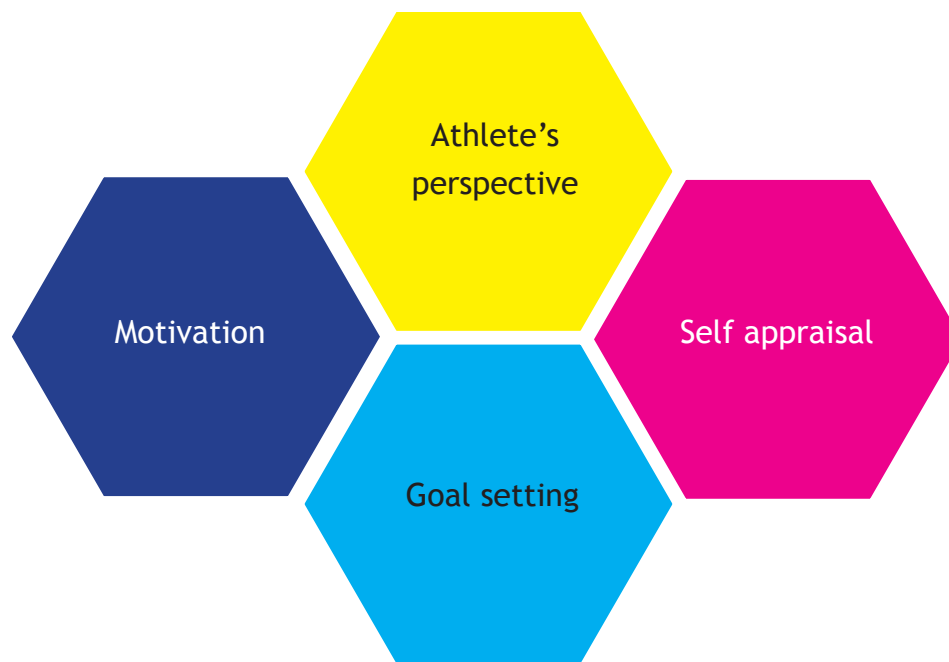 Athlete’s
perspective
Motivation
Self appraisal
Goal setting